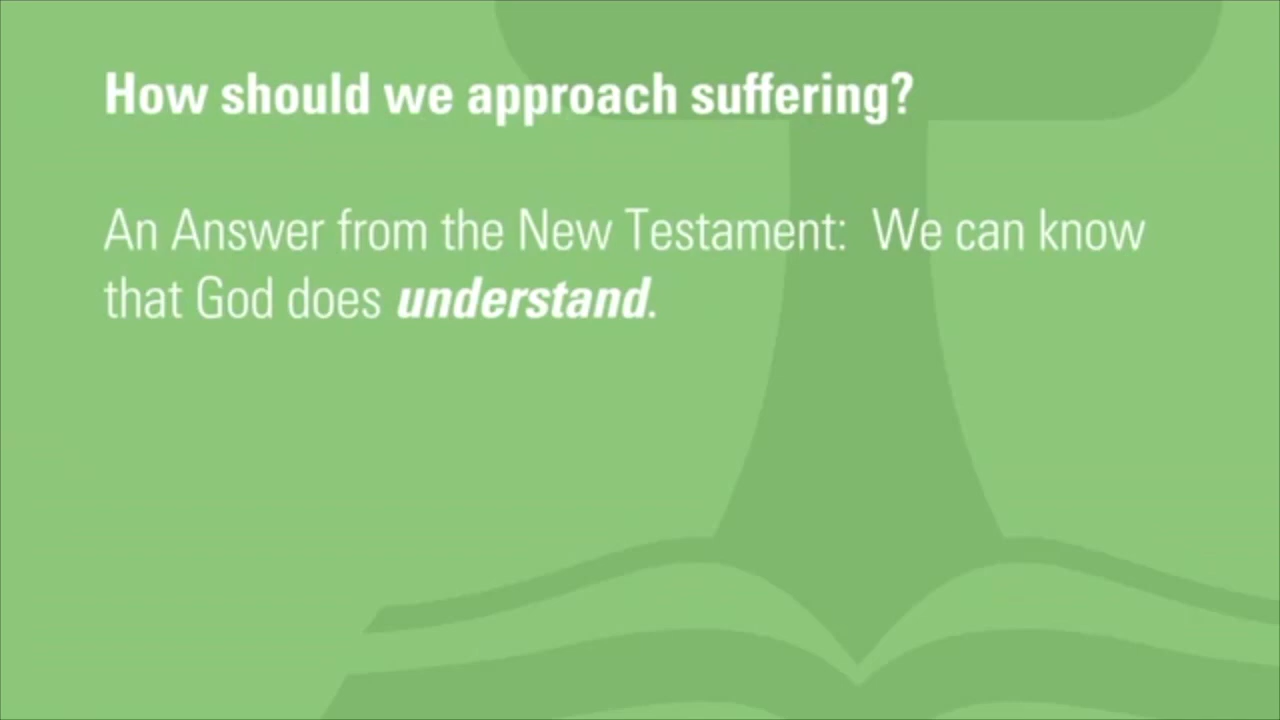 How should we approach suffering?
An Answer from the New Testament:  We can know
that God does understand.